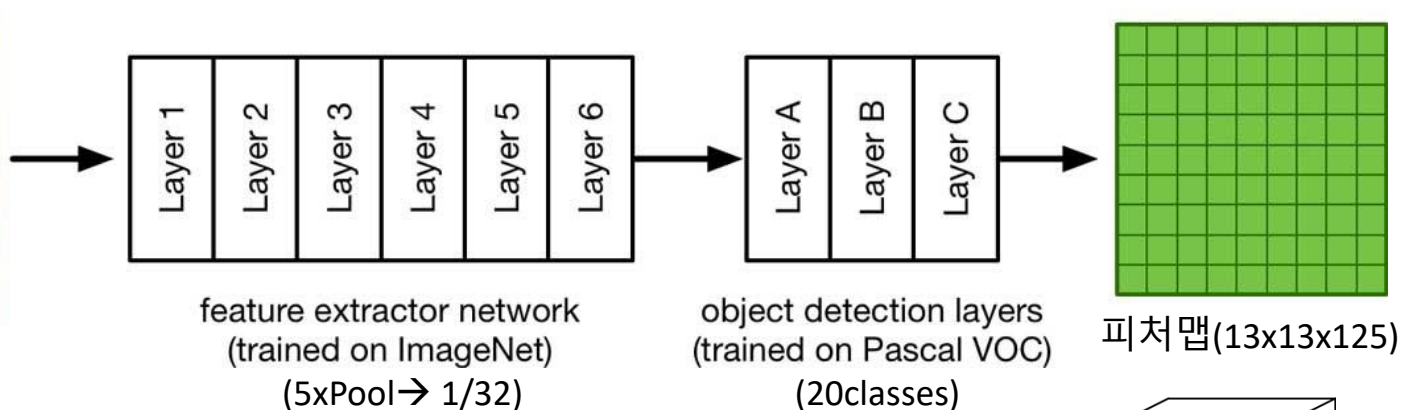 Layer 1
Layer 2
Layer 3
Layer 4
Layer 5
Layer 6
Layer A
Layer B
Layer C
feature extractor network
(trained on ImageNet)
(5xPool→ 1/32)
object detection layers
(trained on Pascal VOC)
(20classes)
피처맵(13x13x125)